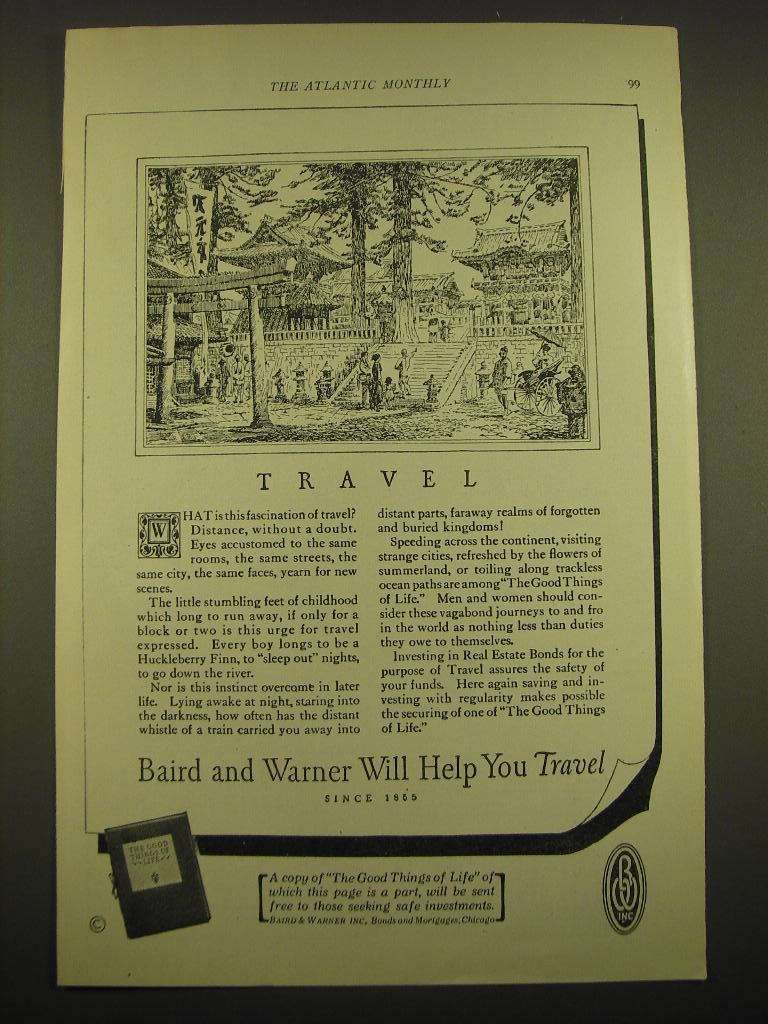 THE ATLANTIC MONTHLY 99
TRAVEL
WHAT is this fascination of travel?
Distance, without a doubt.
Eyes accustomed to the same
rooms, the same streets, the
same city, the same faces, yearn for new
scenes.
The little stumbling feet of childhood
which long to run away, if only for a
block or two is this urge for travel
expressed. Every boy longs to be a
Huckleberry Finn, to "sleep out" nights,
to go down the river.
Nor is this instinct overcome in later
life. Lying awake at night, staring into
the darkness, how often has the distant
whistle of a train carried you away into
distant parts, faraway realms of forgotten
and buried kingdoms!
Speeding across the continent, visiting
strange cities, refreshed by the flowers of
summerland, or toiling along trackless
ocean paths are among "The Good Things
of Life." Men and women should con-
sider these vagabond journeys to and fro
in the world as nothing less than duties
they owe to themselves.
Investing in Real Estate Bonds for the
purpose of Travel assures the safety of
your funds. Here again saving and in-
vesting with regularity makes possible
the securing of one of "The Good Things
of Life."
Baird and Warner Will Help You Travel
SINCE 1855
THE GOOD
THINGS OF
LIFE
A copy of "The Good Things of Life" of
which this page is a part, will be sent
free to those seeking safe investments.
BAIRD & WARNER INC, Bonds and Mortgages, Chicago
©
INC